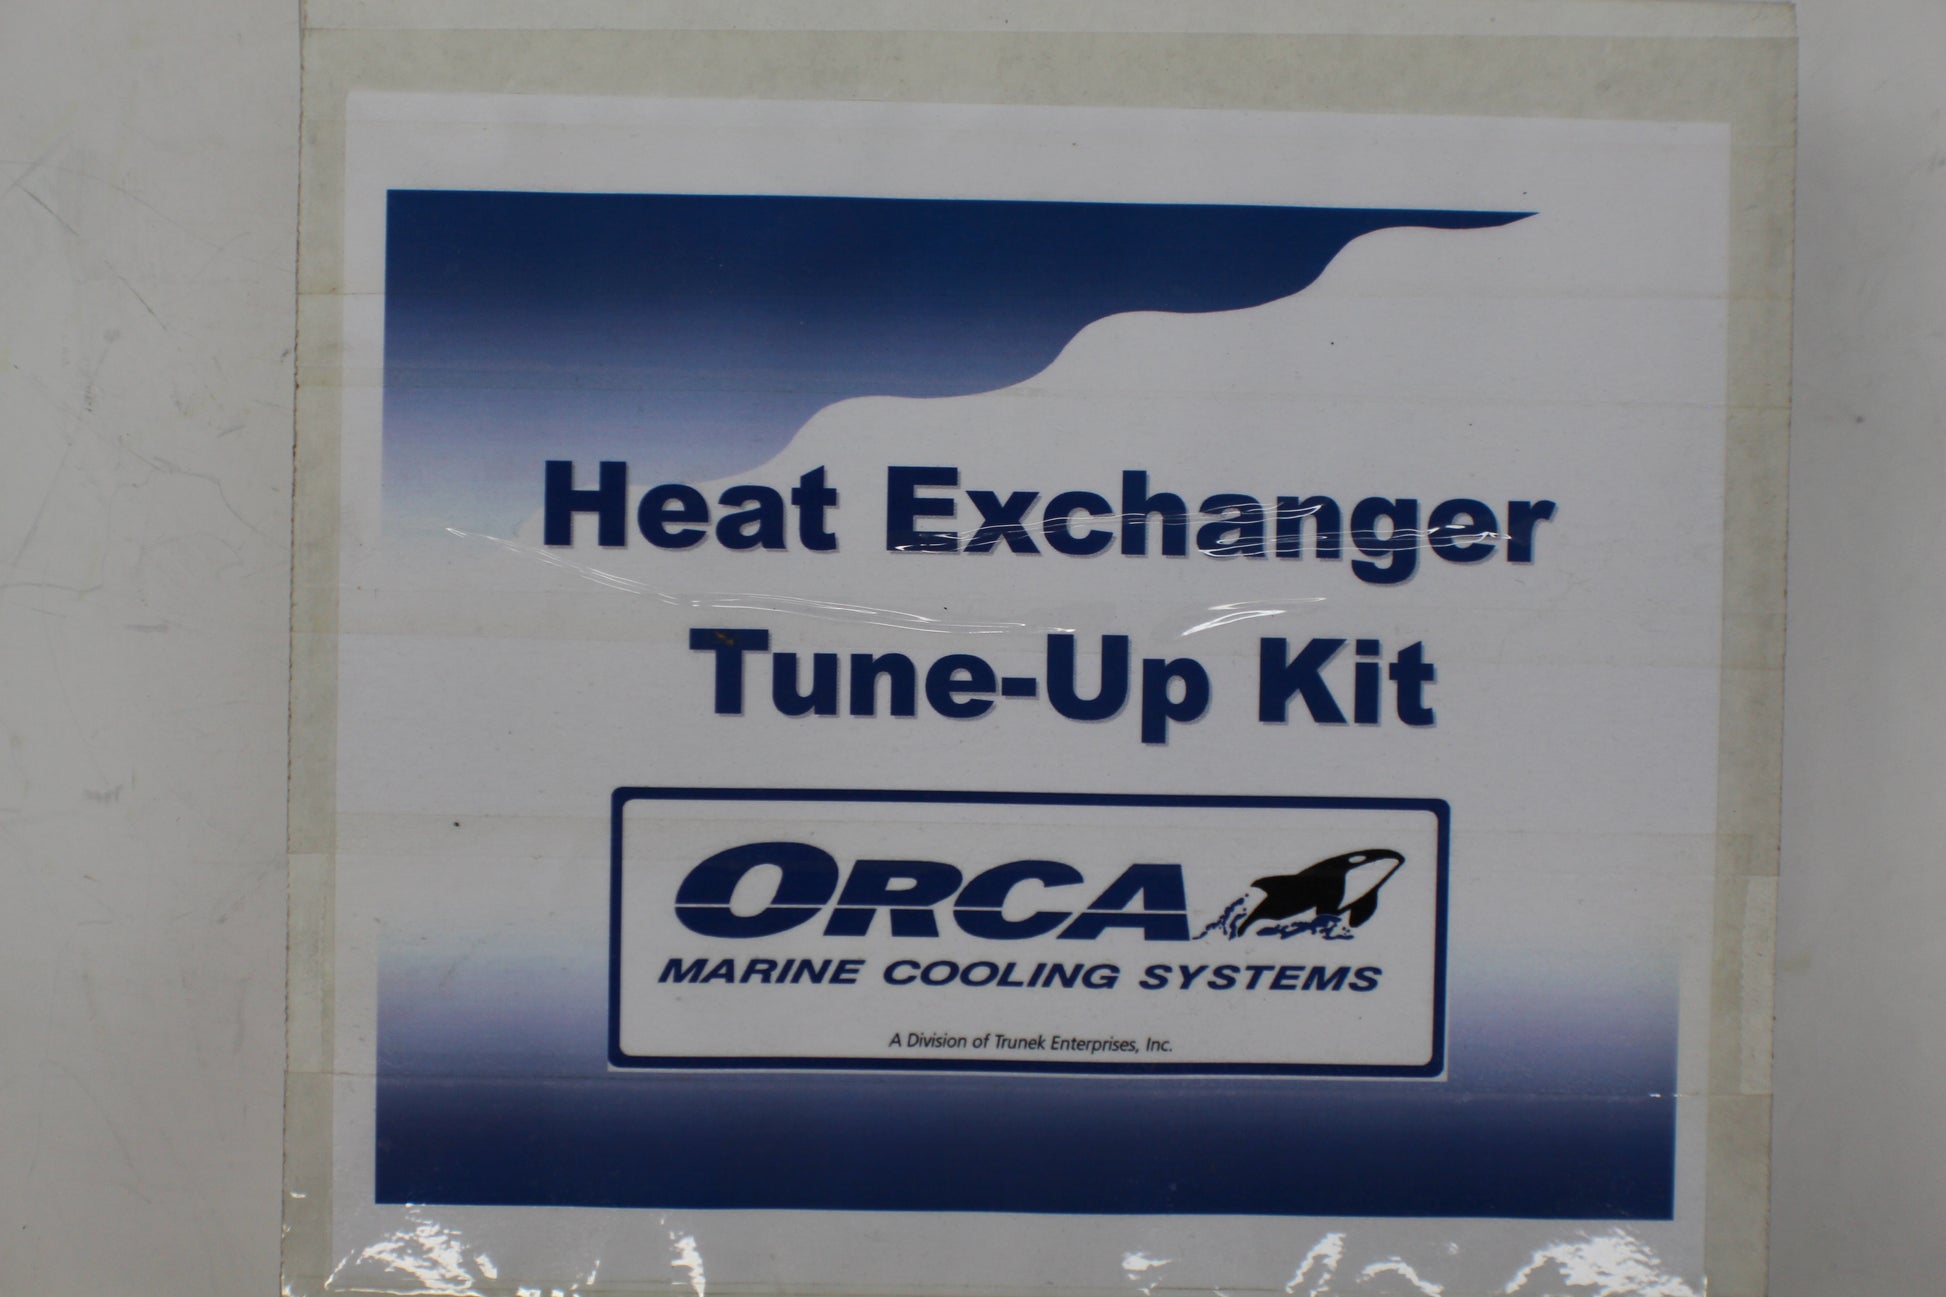 Heat Exchanger
Tune-Up Kit
ORCA
MARINE COOLING SYSTEMS
A Division of Trunek Enterprises, Inc.